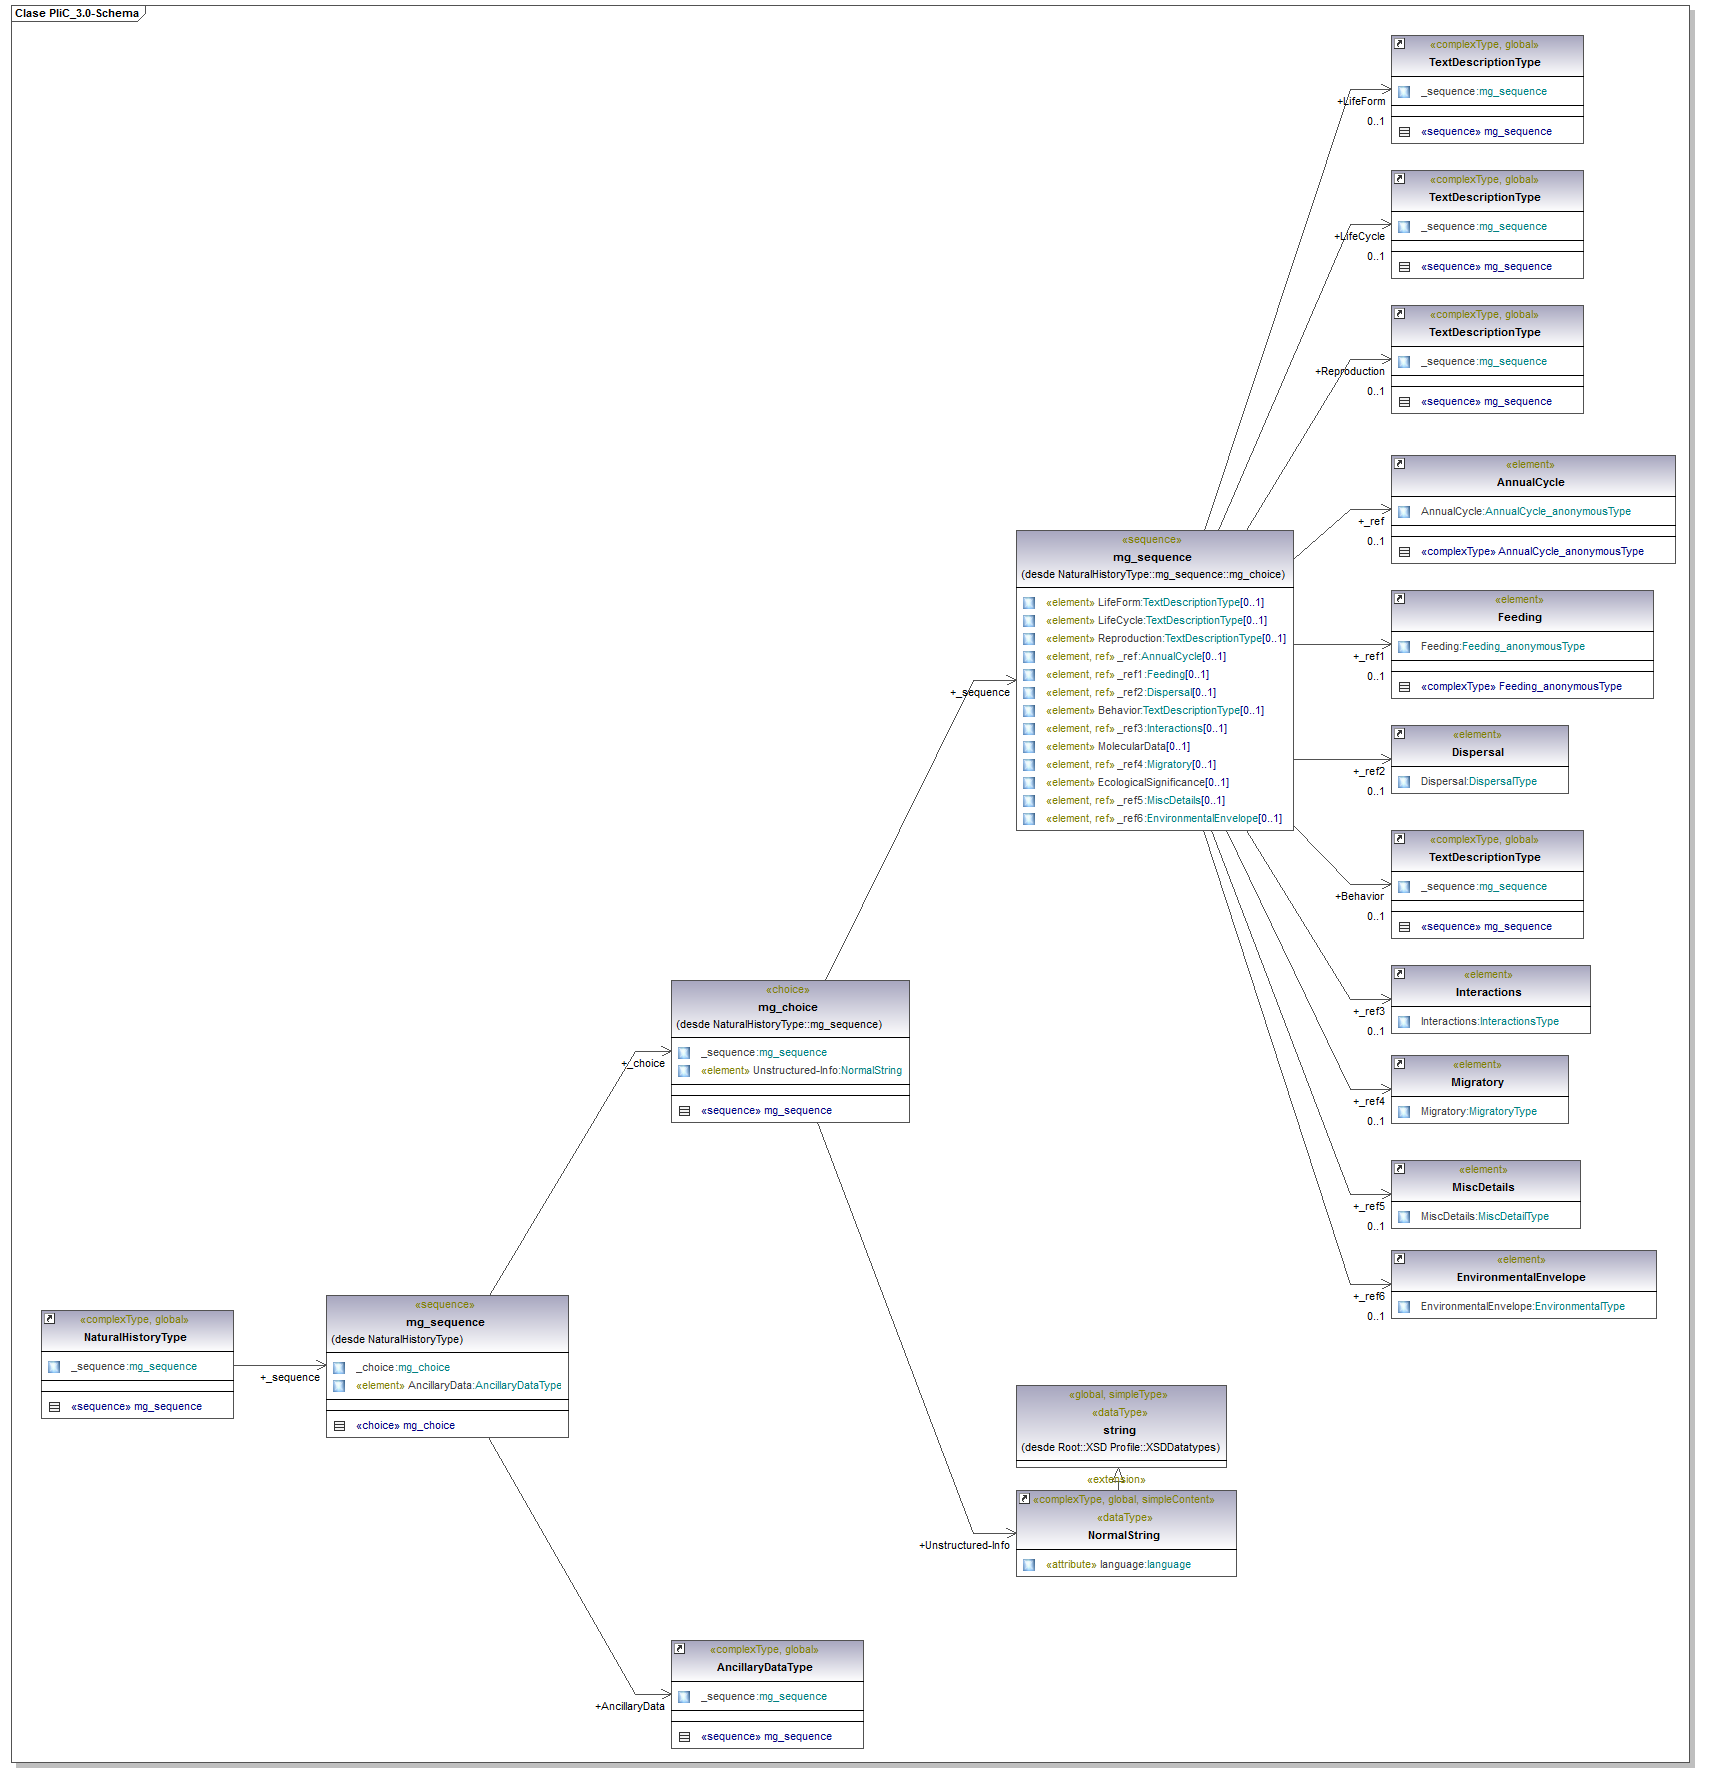 Clase PliC_3.0-Schema
«complexType, global»
TextDescriptionType
_sequence:mg_sequence
«sequence» mg_sequence
+LifeForm
0..1
«complexType, global»
TextDescriptionType
_sequence:mg_sequence
«sequence» mg_sequence
+LifeCycle
0..1
«complexType, global»
TextDescriptionType
_sequence:mg_sequence
«sequence» mg_sequence
+Reproduction
0..1
«element»
AnnualCycle
AnnualCycle:AnnualCycle_anonymousType
«complexType» AnnualCycle_anonymousType
+_ref
0..1
«sequence»
mg_sequence
(desde NaturalHistoryType::mg_sequence::mg_choice)
«element» LifeForm:TextDescriptionType[0..1]
«element» LifeCycle:TextDescriptionType[0..1]
«element» Reproduction:TextDescriptionType[0..1]
«element, ref» _ref:AnnualCycle[0..1]
«element, ref» _ref1:Feeding[0..1]
«element, ref» _ref2:Dispersal[0..1]
«element» Behavior:TextDescriptionType[0..1]
«element, ref» _ref3:Interactions[0..1]
«element» MolecularData[0..1]
«element, ref» _ref4:Migratory[0..1]
«element» EcologicalSignificance[0..1]
«element, ref» _ref5:MiscDetails[0..1]
«element, ref» _ref6:EnvironmentalEnvelope[0..1]
+_sequence
«element»
Feeding
Feeding:Feeding_anonymousType
«complexType» Feeding_anonymousType
+_ref1
0..1
«element»
Dispersal
Dispersal:DispersalType
+_ref2
0..1
«complexType, global»
TextDescriptionType
_sequence:mg_sequence
«sequence» mg_sequence
+Behavior
0..1
«element»
Interactions
Interactions:InteractionsType
+_ref3
0..1
«element»
Migratory
Migratory:MigratoryType
+_ref4
0..1
«element»
MiscDetails
MiscDetails:MiscDetailType
+_ref5
0..1
«element»
EnvironmentalEnvelope
EnvironmentalEnvelope:EnvironmentalType
+_ref6
0..1
«choice»
mg_choice
(desde NaturalHistoryType::mg_sequence)
_sequence:mg_sequence
«element» Unstructured-Info:NormalString
«sequence» mg_sequence
+_choice
«complexType, global»
NaturalHistoryType
_sequence:mg_sequence
«sequence» mg_sequence
+_sequence
«sequence»
mg_sequence
(desde NaturalHistoryType)
_choice:mg_choice
«element» AncillaryData:AncillaryDataType
«choice» mg_choice
«global, simpleType»
«dataType»
string
(desde Root::XSD Profile::XSDDatatypes)
«extension»
«complexType, global, simpleContent»
«dataType»
NormalString
«attribute» language:language
+Unstructured-Info
«complexType, global»
AncillaryDataType
_sequence:mg_sequence
«sequence» mg_sequence
+AncillaryData